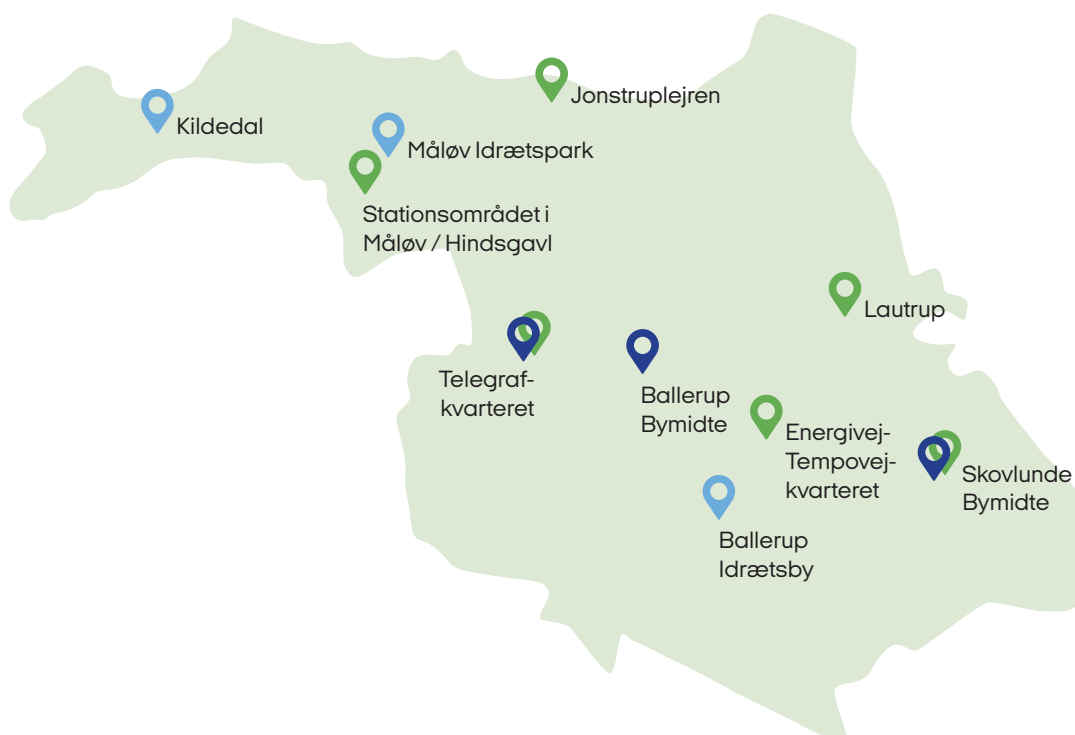 Jonstruplejren
Kildedal
Måløv Idrætspark
Stationsområdet i
Måløv / Hindsgavl
Lautrup
Telegraf-
kvarteret
Ballerup
Bymidte
Energivej-
Tempovej-
kvarteret
Skovlunde
Bymidte
Ballerup
Idrætsby